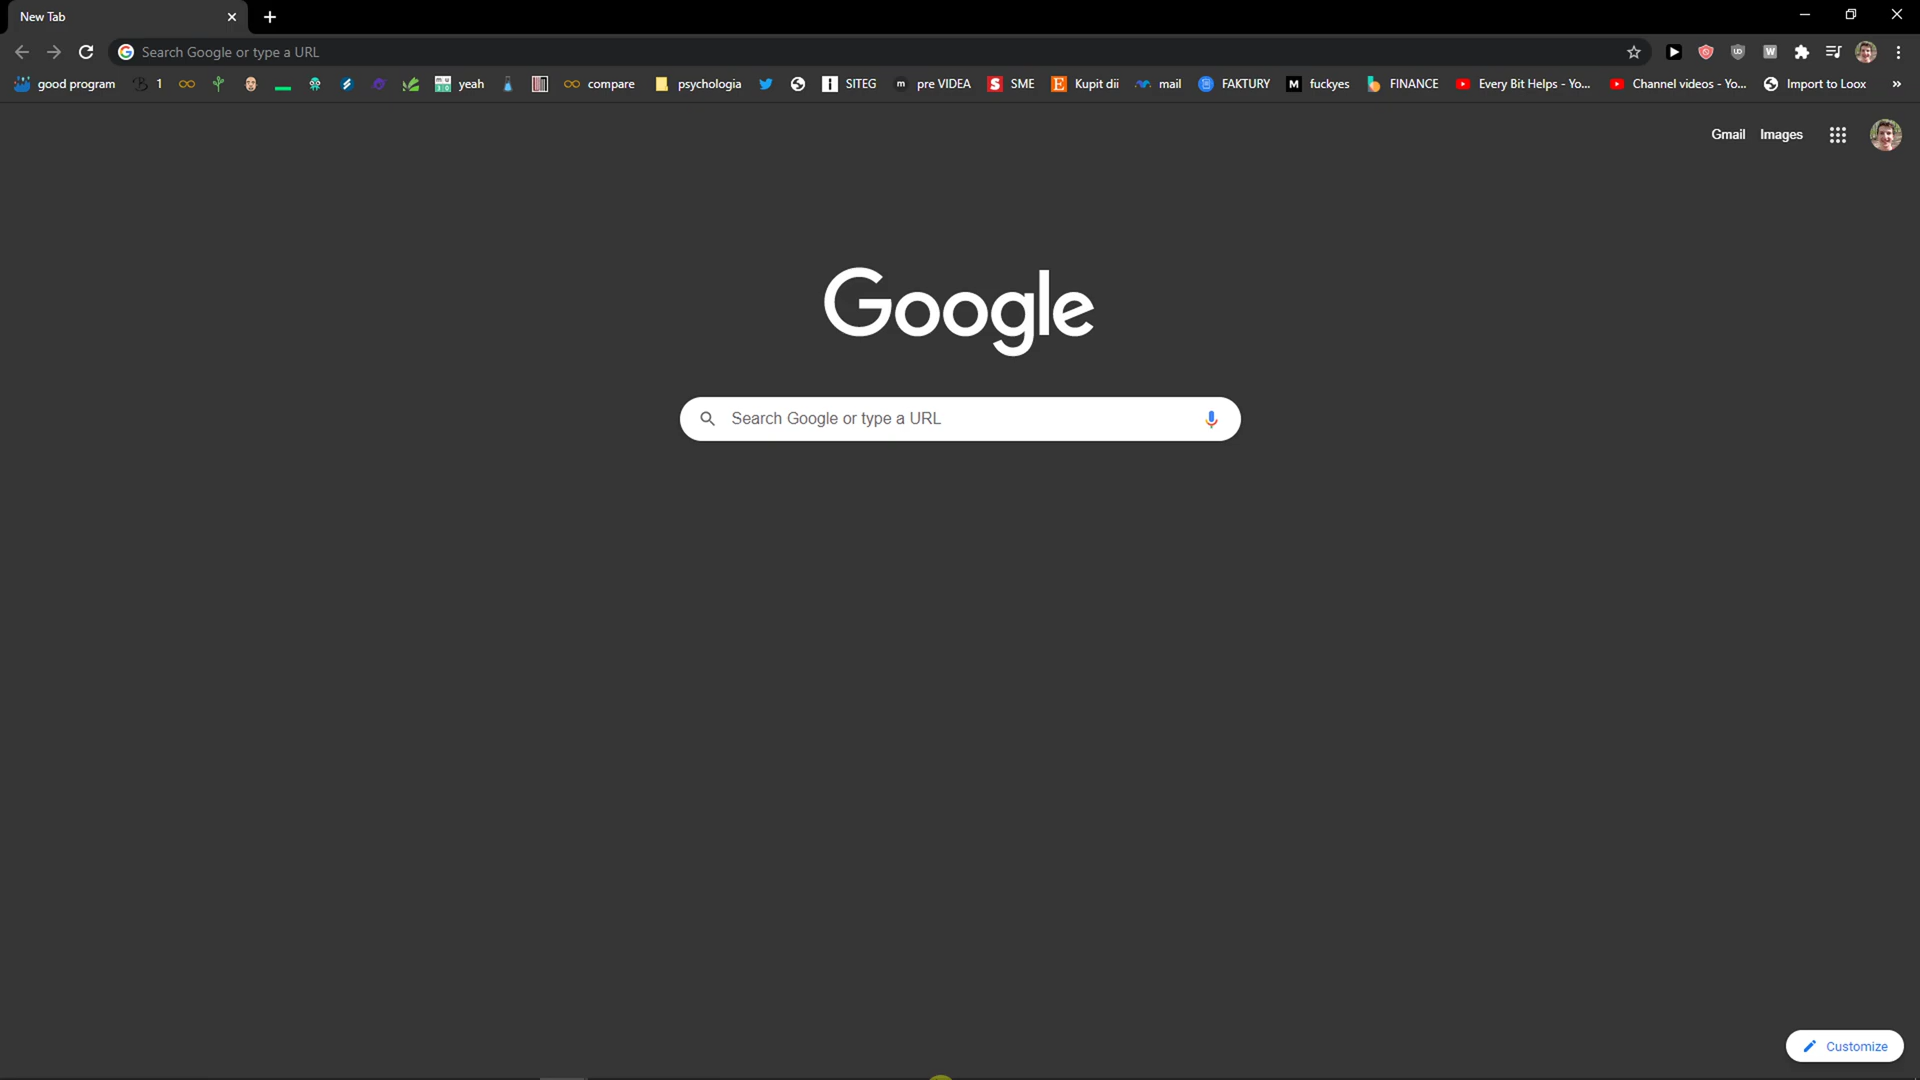 New Tab
Search Google or type a URL
good program 1 yeah compare psychologia SITEG pre VIDEA SME Kupit dii mail FAKTURY fuckyes FINANCE Every Bit Helps - Yo... Channel videos - Yo... Import to Loox »
Gmail Images
Google
Search Google or type a URL
Customize